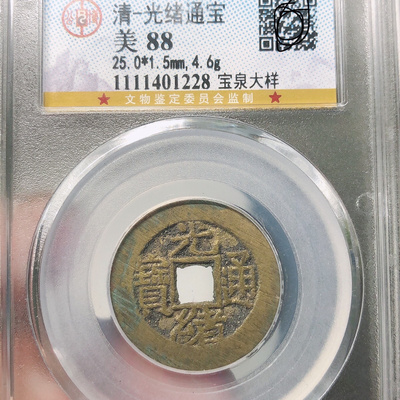 清-光绪通宝
美 88
25.0*1.5mm, 4.6g
1111401228 宝泉大样
文物鉴定委员会监制
光
寶 通
緒